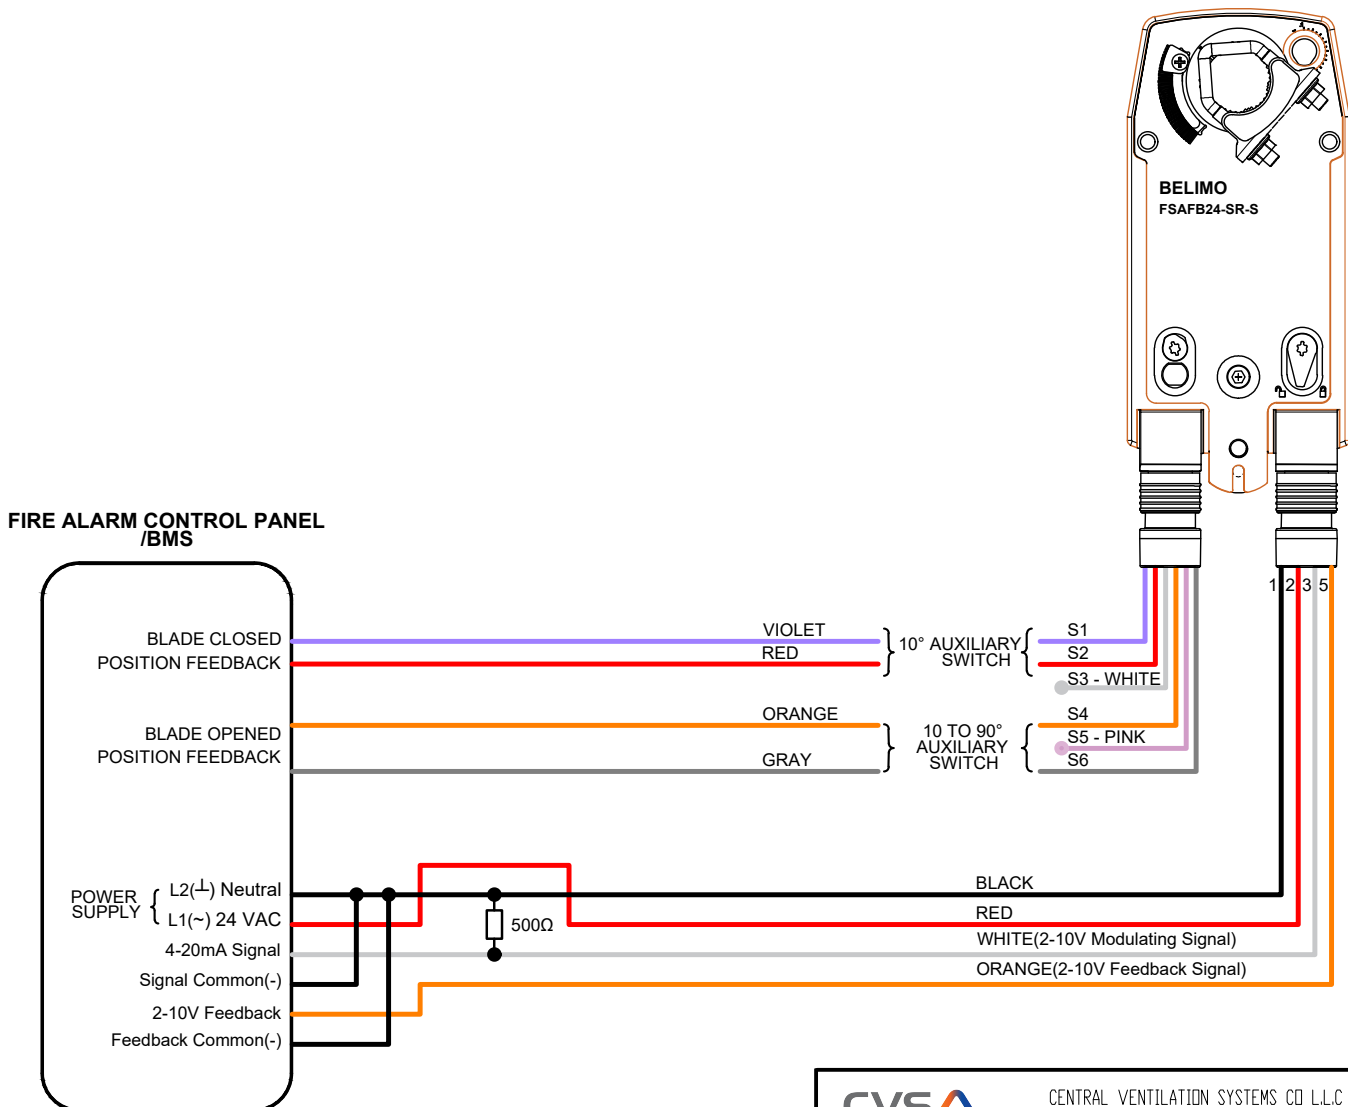 BELIMO
FSAFB24-SR-S
FIRE ALARM CONTROL PANEL
/BMS
1 2 3 5
BLADE CLOSED
POSITION FEEDBACK
VIOLET
RED
10° AUXILIARY
SWITCH
S1
S2
S3 - WHITE
BLADE OPENED
POSITION FEEDBACK
ORANGE
GRAY
10 TO 90°
AUXILIARY
SWITCH
S4
S5 - PINK
S6
POWER
SUPPLY
L2(┴) Neutral
L1(~) 24 VAC
4-20mA Signal
Signal Common(-)
2-10V Feedback
Feedback Common(-)
500Ω
BLACK
RED
WHITE(2-10V Modulating Signal)
ORANGE(2-10V Feedback Signal)
CVS
CENTRAL VENTILATION SYSTEMS CO L.L.C